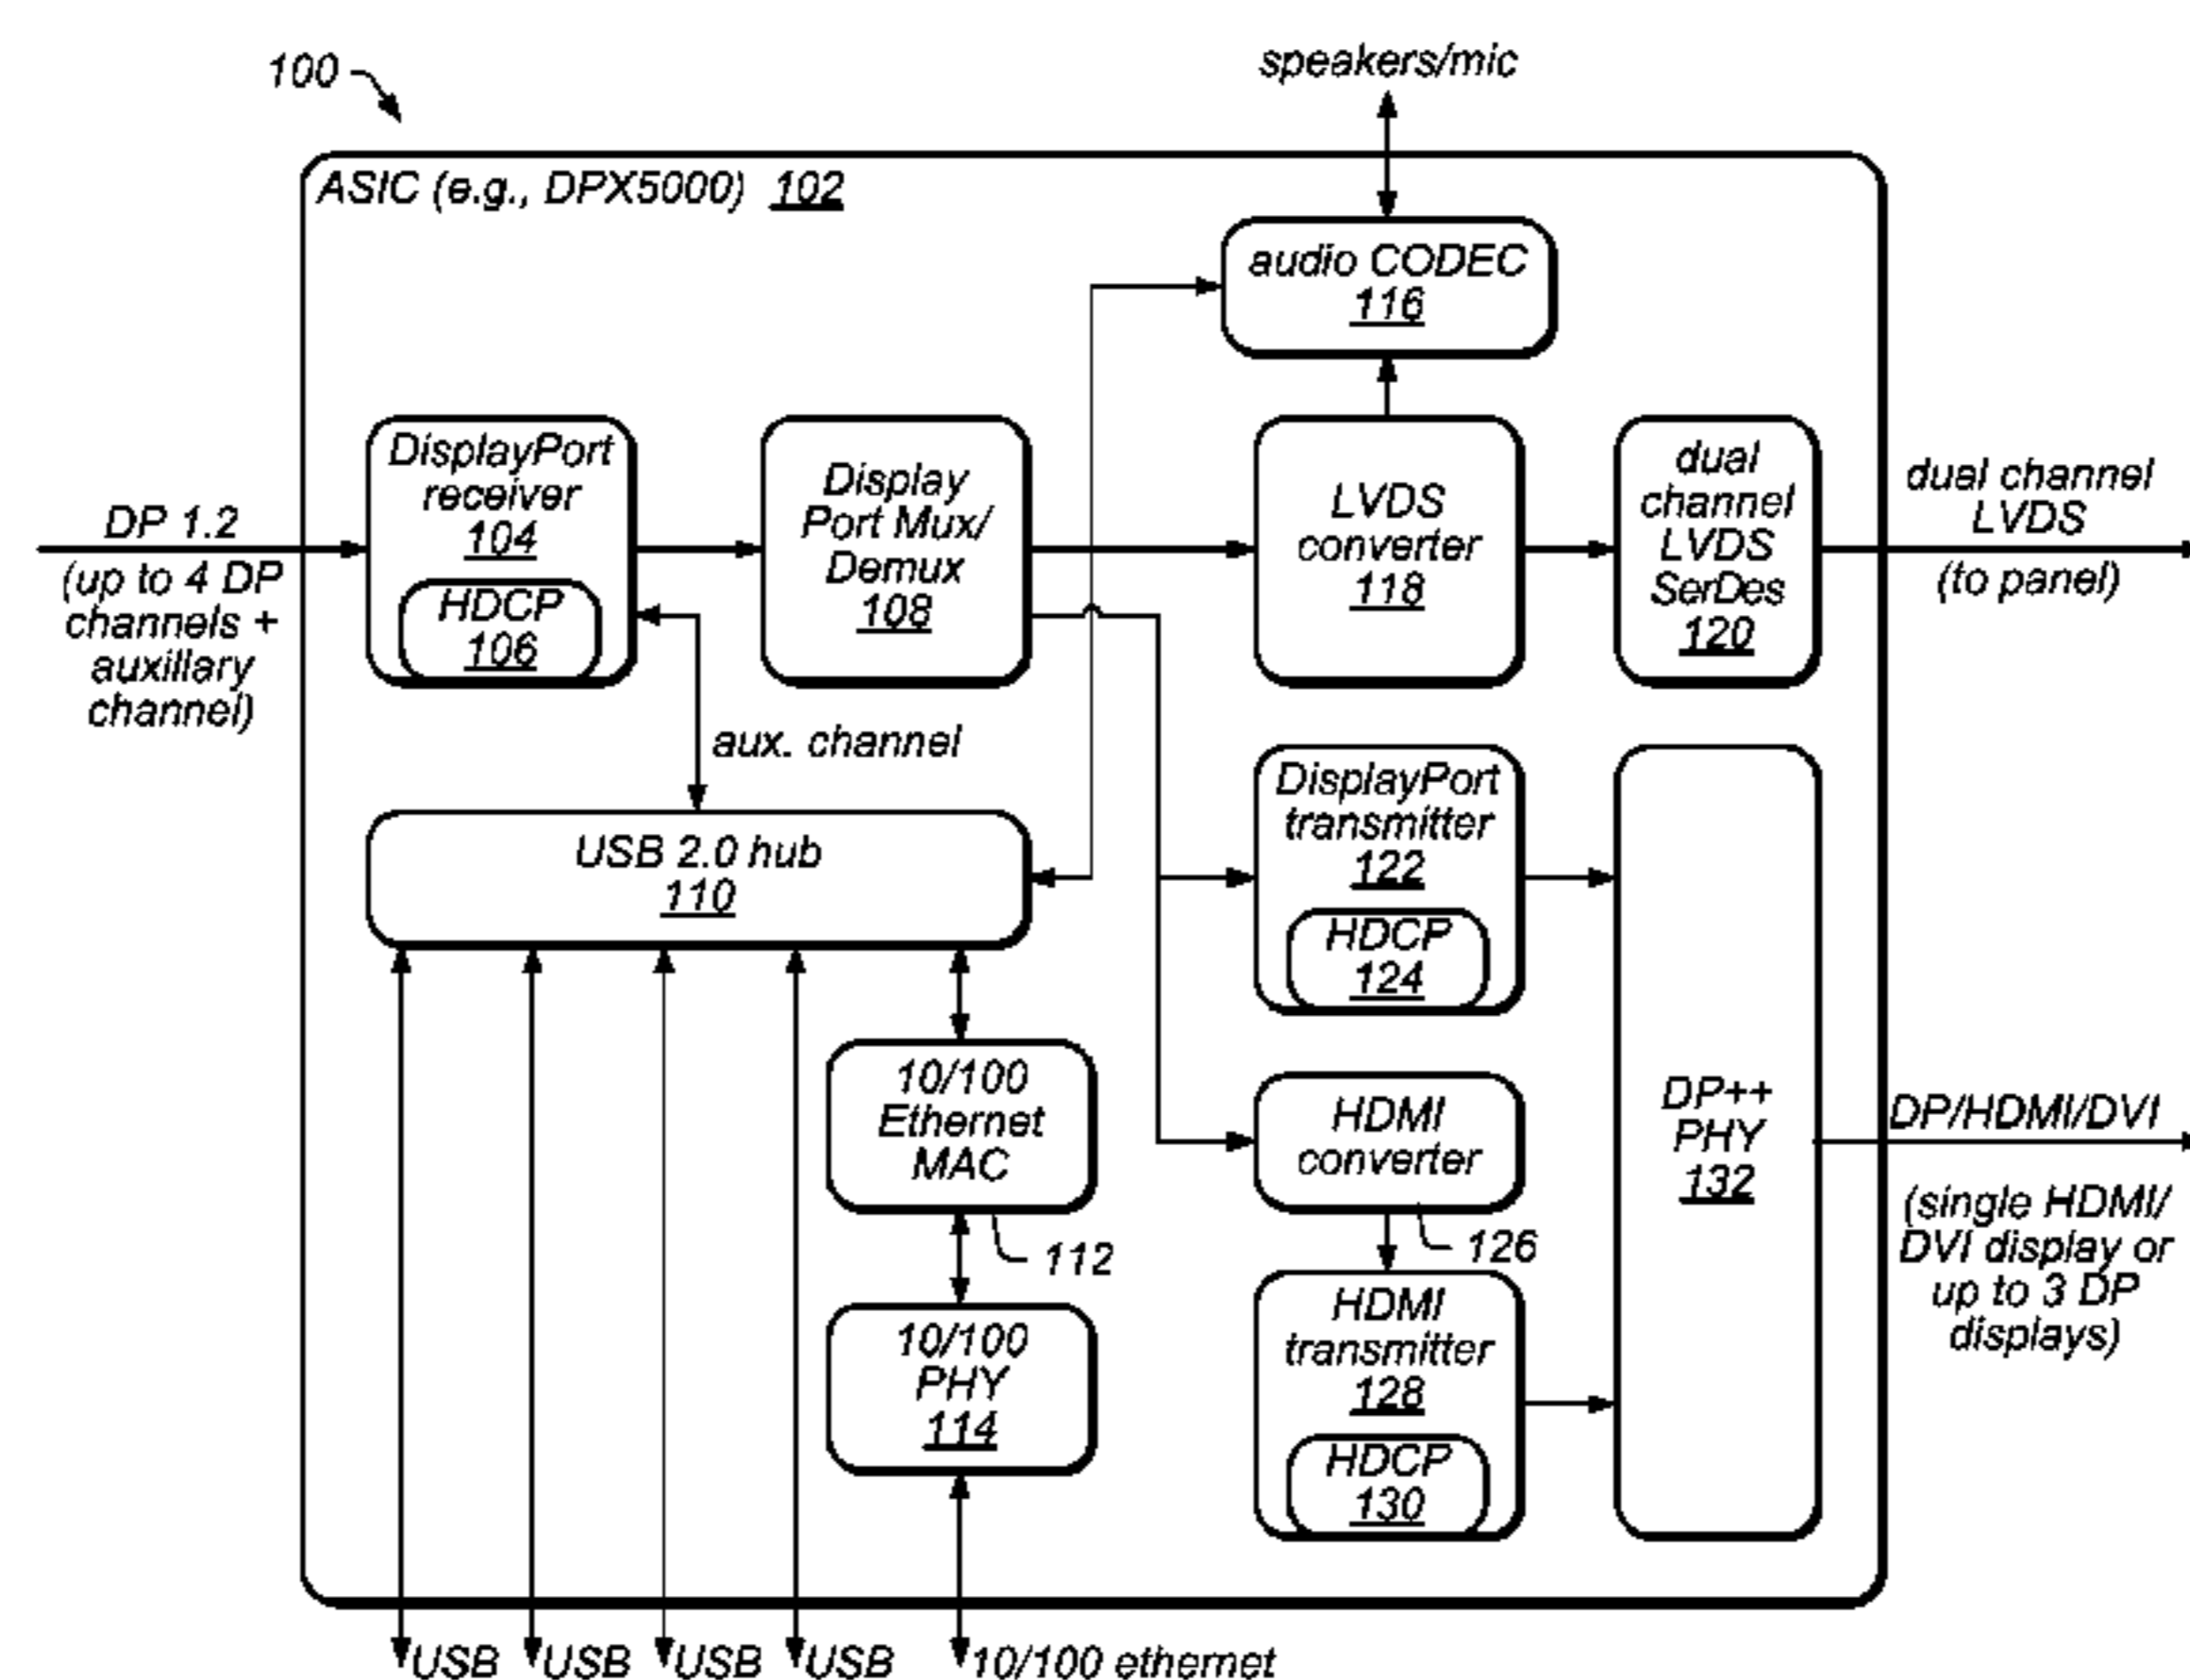 100
speakers/mic
ASIC (e.g., DPX5000) 102
audio CODEC
116
DisplayPort
receiver
104
HDCP
106
Display
Port Mux/
Demux
108
LVDS
converter
118
dual
channel
LVDS
SerDes
120
dual channel
LVDS
(to panel)
DP 1.2
(up to 4 DP
channels +
auxillary
channel)
aux. channel
USB 2.0 hub
110
DisplayPort
transmitter
122
HDCP
124
10/100
Ethernet
MAC
112
HDMI
converter
126
DP++
PHY
132
DP/HDMI/DVI
(single HDMI/
DVI display or
up to 3 DP
displays)
10/100
PHY
114
HDMI
transmitter
128
HDCP
130
USB
USB
USB
USB
10/100 ethernet